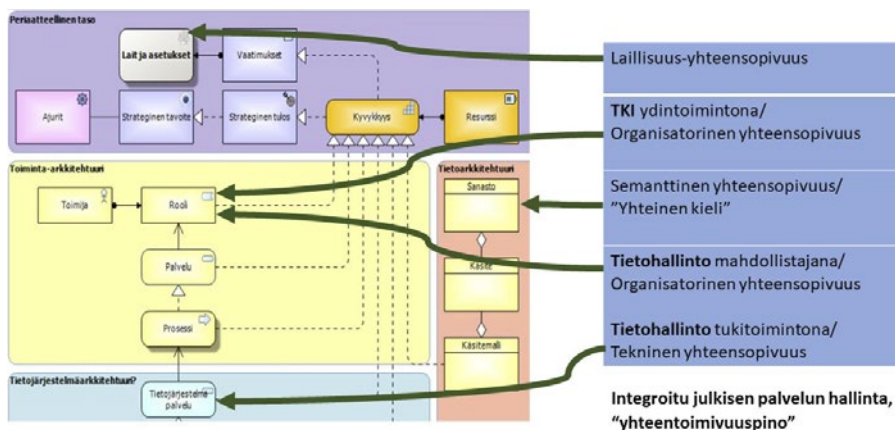 Periaatteellinen taso
Lait ja asetukset
Vaatimukset
Ajurit
Strateginen tavoite
Strateginen tulos
Kyvykkyys
Resurssi
Toiminta-arkkitehtuuri
Toimija
Rooli
Palvelu
Prosessi
Tietoarkkitehtuuri
Sanasto
Käsite
Käsitemalli
Tietojärjestelmäarkkitehtuuri?
Tietojärjestelmä
palvelu
Laillisuus-yhteensopivuus
TKI ydintoimintona/
Organisatorinen yhteensopivuus
Semanttinen yhteensopivuus/
”Yhteinen kieli”
Tietohallinto mahdollistajana/
Organisatorinen yhteensopivuus
Tietohallinto tukitoimintona/
Tekninen yhteensopivuus
Integroitu julkisen palvelun hallinta,
“yhteentoimivuuspino”